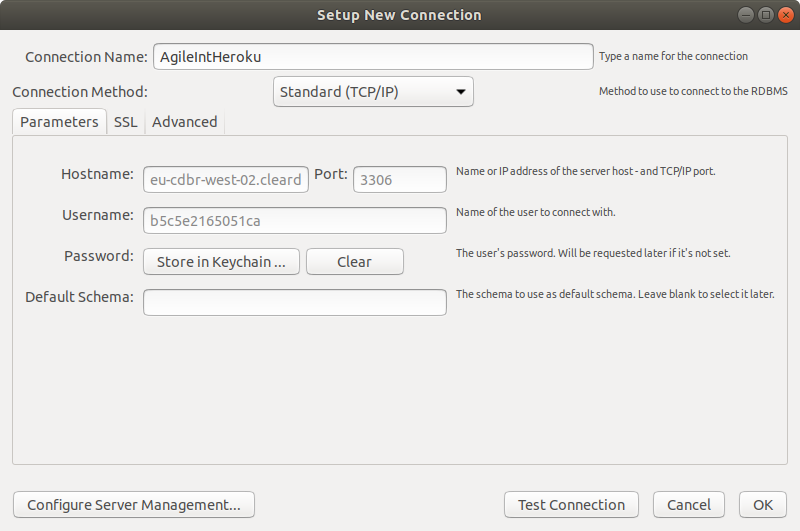 Setup New Connection
Connection Name: AgileIntHeroku Type a name for the connection
Connection Method: Standard (TCP/IP) Method to use to connect to the RDBMS
Parameters SSL Advanced
Hostname: eu-cdbr-west-02.cleard Port: 3306 Name or IP address of the server host - and TCP/IP port.
Username: b5c5e2165051ca Name of the user to connect with.
Password: Store in Keychain ... Clear The user's password. Will be requested later if it's not set.
Default Schema: The schema to use as default schema. Leave blank to select it later.
Configure Server Management... Test Connection Cancel OK